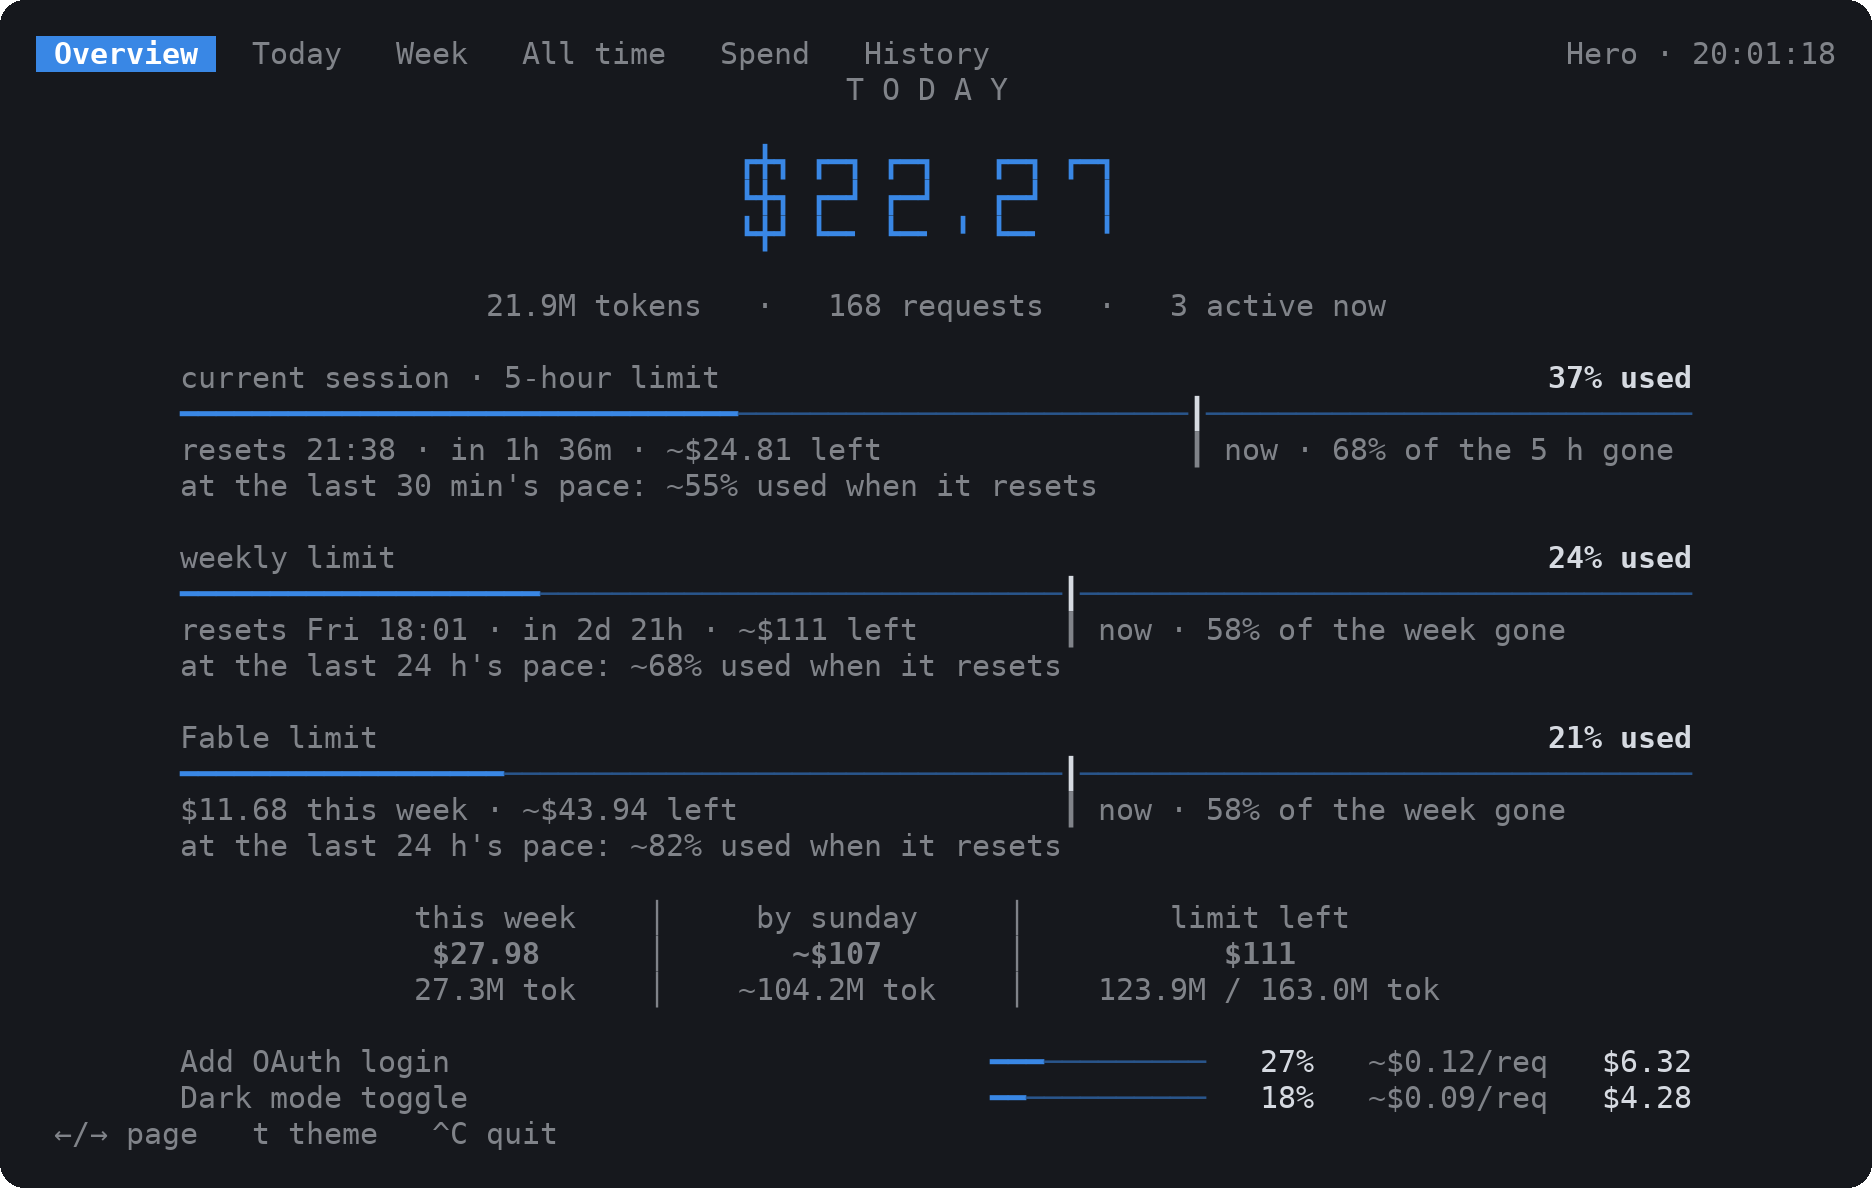 Overview Today Week All time Spend History Hero · 20:01:18
TODAY
$22.27
21.9M tokens · 168 requests · 3 active now
current session · 5-hour limit 37% used
resets 21:38 · in 1h 36m · ~$24.81 left now · 68% of the 5 h gone
at the last 30 min's pace: ~55% used when it resets
weekly limit 24% used
resets Fri 18:01 · in 2d 21h · ~$111 left now · 58% of the week gone
at the last 24 h's pace: ~68% used when it resets
Fable limit 21% used
$11.68 this week · ~$43.94 left now · 58% of the week gone
at the last 24 h's pace: ~82% used when it resets
this week by sunday limit left
$27.98 ~$107 $111
27.3M tok ~104.2M tok 123.9M / 163.0M tok
Add OAuth login 27% ~$0.12/req $6.32
Dark mode toggle 18% ~$0.09/req $4.28
←/→ page t theme ^C quit